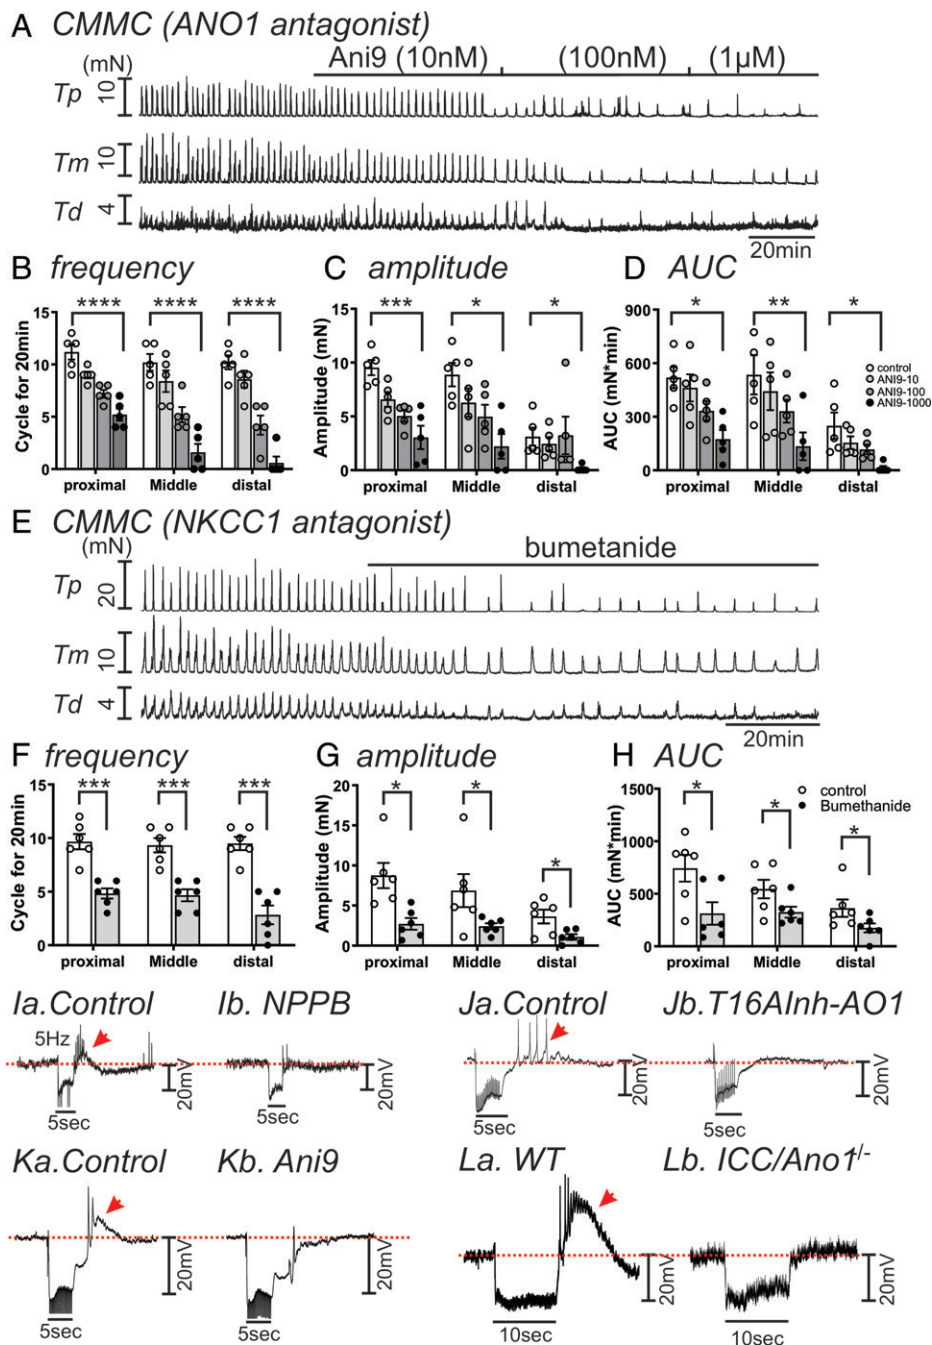 A CMMC (ANO1 antagonist)
(mN) Ani9 (10nM) (100nM) (1µM)
Tp 10
Tm 10
Td 4
20min
B frequency C amplitude D AUC
**** **** **** *** * * * ** *
Cycle for 20min 15 10 5 0
proximal Middle distal
Amplitude (mN) 15 10 5 0
proximal Middle distal
AUC (mN*min) 900 600 300 0
proximal Middle distal
control
ANI9-10
ANI9-100
ANI9-1000
E CMMC (NKCC1 antagonist)
(mN) bumetanide
Tp 20
Tm 10
Td 4
20min
F frequency G amplitude H AUC
*** *** *** * * * * * *
Cycle for 20min 15 10 5 0
proximal Middle distal
Amplitude (mN) 20 15 10 5 0
proximal Middle distal
AUC (mN*min) 1500 1000 500 0
proximal Middle distal
control
Bumethanide
Ia.Control Ib. NPPB Ja.Control Jb.T16AInh-AO1
5Hz
5sec 5sec 20mV 20mV
5sec 5sec 20mV 20mV
Ka.Control Kb. Ani9 La. WT Lb. ICC/Ano1⁻/⁻
5sec 5sec 20mV 20mV
10sec 10sec 20mV 20mV